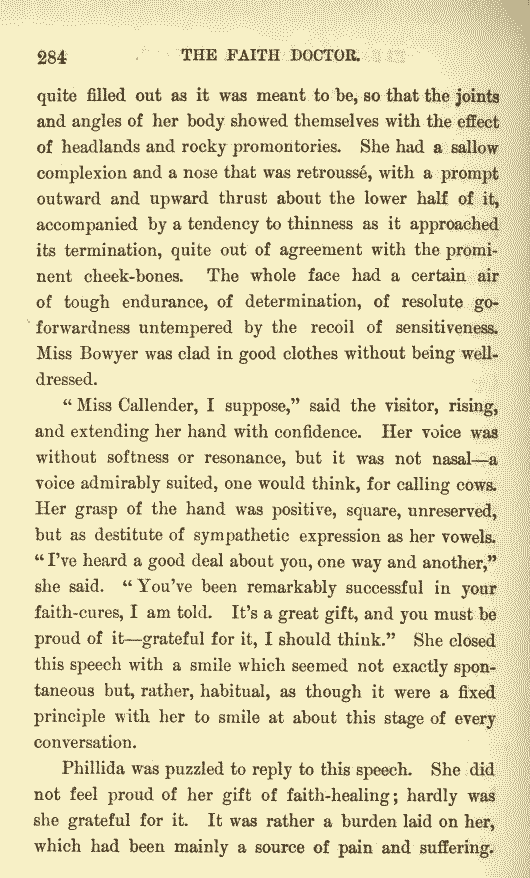 284 THE FAITH DOCTOR.
quite filled out as it was meant to be, so that the joints
and angles of her body showed themselves with the effect
of headlands and rocky promontories. She had a sallow
complexion and a nose that was retroussé, with a prompt
outward and upward thrust about the lower half of it,
accompanied by a tendency to thinness as it approached
its termination, quite out of agreement with the promi-
nent cheek-bones. The whole face had a certain air
of tough endurance, of determination, of resolute go-
forwardness untempered by the recoil of sensitiveness.
Miss Bowyer was clad in good clothes without being well-
dressed.
“Miss Callender, I suppose,” said the visitor, rising,
and extending her hand with confidence. Her voice was
without softness or resonance, but it was not nasal—a
voice admirably suited, one would think, for calling cows.
Her grasp of the hand was positive, square, unreserved,
but as destitute of sympathetic expression as her vowels.
“I've heard a good deal about you, one way and another,”
she said. “You've been remarkably successful in your
faith-cures, I am told. It's a great gift, and you must be
proud of it—grateful for it, I should think.” She closed
this speech with a smile which seemed not exactly spon-
taneous but, rather, habitual, as though it were a fixed
principle with her to smile at about this stage of every
conversation.
Phillida was puzzled to reply to this speech. She did
not feel proud of her gift of faith-healing; hardly was
she grateful for it. It was rather a burden laid on her,
which had been mainly a source of pain and suffering.